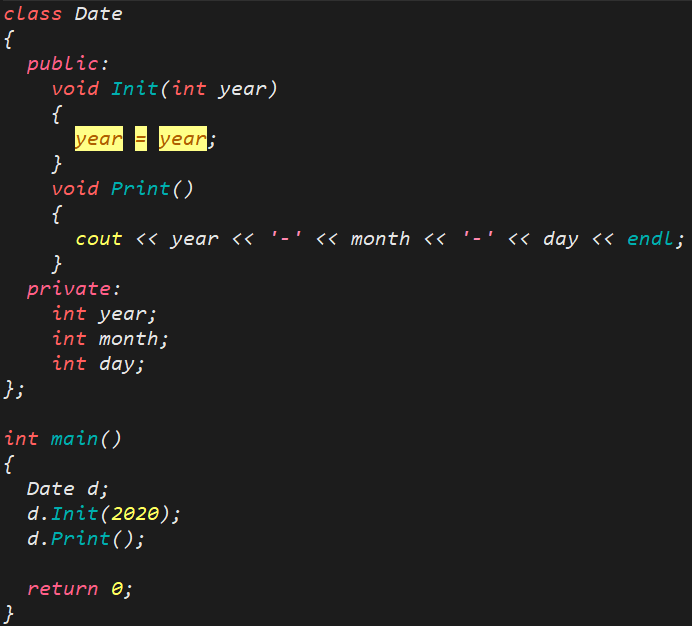 class Date
{
  public:
    void Init(int year)
    {
      year = year;
    }
    void Print()
    {
      cout << year << '-' << month << '-' << day << endl;
    }
  private:
    int year;
    int month;
    int day;
};

int main()
{
  Date d;
  d.Init(2020);
  d.Print();

  return 0;
}